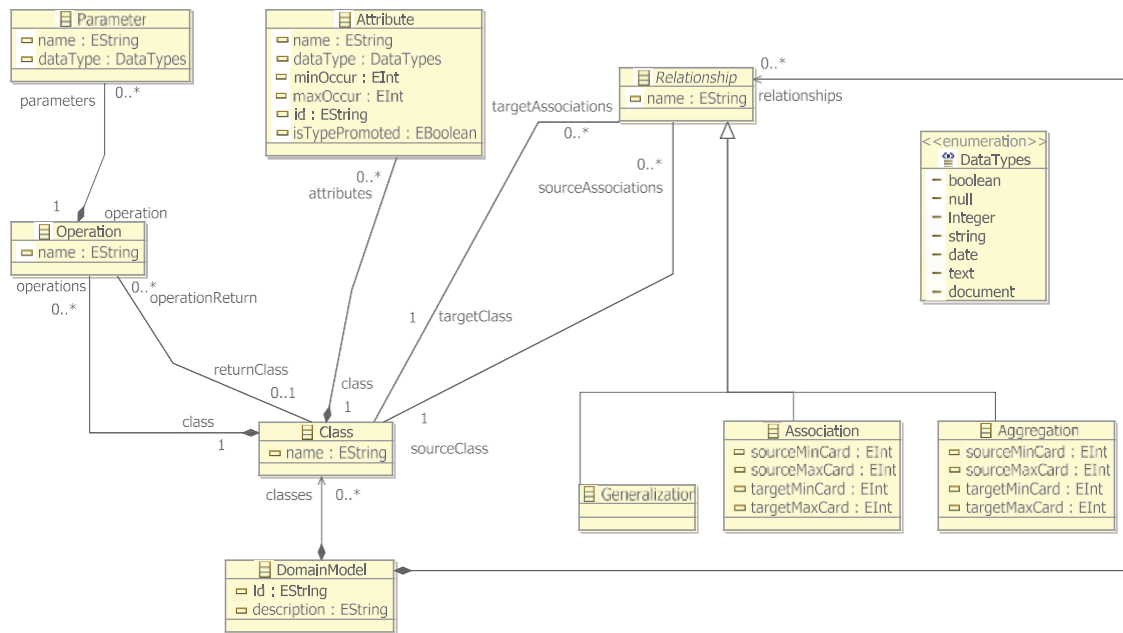 Parameter
name : EString
dataType : DataTypes
parameters
0..*
Attribute
name : EString
dataType : DataTypes
minOccur : EInt
maxOccur : EInt
id : EString
isTypePromoted : EBoolean
0..*
attributes
Relationship
name : EString
targetAssociations
0..*
0..*
sourceAssociations
0..*
relationships
<<enumeration>>
DataTypes
boolean
null
Integer
string
date
text
document
1
operation
Operation
name : EString
operations
0..*
0..*
operationReturn
returnClass
0..1
class
1
class
1
1
targetClass
1
sourceClass
Class
name : EString
classes
0..*
Generalization
Association
sourceMinCard : EInt
sourceMaxCard : EInt
targetMinCard : EInt
targetMaxCard : EInt
Aggregation
sourceMinCard : EInt
sourceMaxCard : EInt
targetMinCard : EInt
targetMaxCard : EInt
DomainModel
id : EString
description : EString